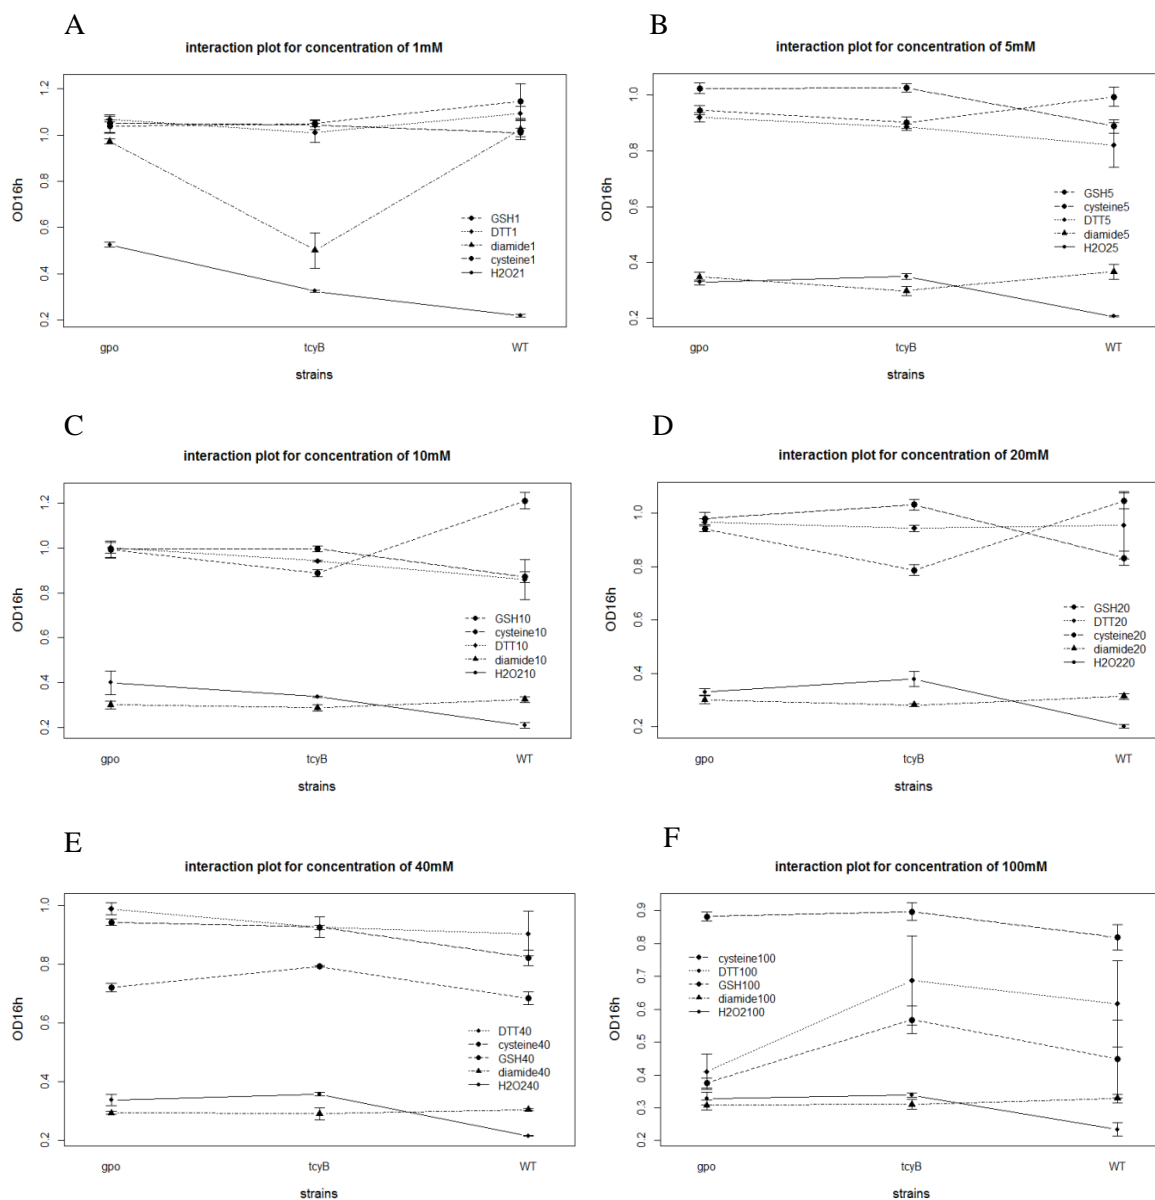 A
interaction plot for concentration of 1mM
OD16h
1.2
1.0
0.8
0.6
0.4
0.2
GSH1
DTT1
diamide1
cysteine1
H2O21
gpo
tcyB
WT
strains
B
interaction plot for concentration of 5mM
OD16h
1.0
0.8
0.6
0.4
0.2
GSH5
cysteine5
DTT5
diamide5
H2O25
gpo
tcyB
WT
strains
C
interaction plot for concentration of 10mM
OD16h
1.2
1.0
0.8
0.6
0.4
0.2
GSH10
cysteine10
DTT10
diamide10
H2O210
gpo
tcyB
WT
strains
D
interaction plot for concentration of 20mM
OD16h
1.0
0.8
0.6
0.4
0.2
GSH20
DTT20
cysteine20
diamide20
H2O220
gpo
tcyB
WT
strains
E
interaction plot for concentration of 40mM
OD16h
1.0
0.8
0.6
0.4
0.2
DTT40
cysteine40
GSH40
diamide40
H2O240
gpo
tcyB
WT
strains
F
interaction plot for concentration of 100mM
OD16h
0.9
0.8
0.7
0.6
0.5
0.4
0.3
0.2
cysteine100
DTT100
GSH100
diamide100
H2O2100
gpo
tcyB
WT
strains